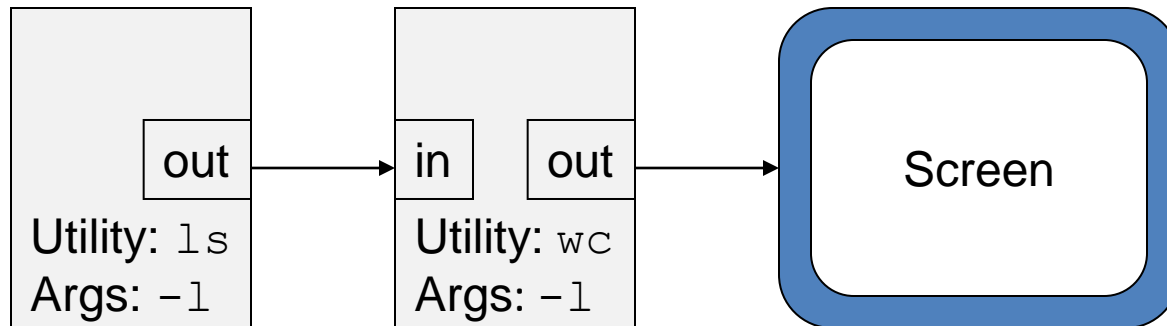 out
in
out
Screen
Utility: ls
Args: -l
Utility: wc
Args: -l